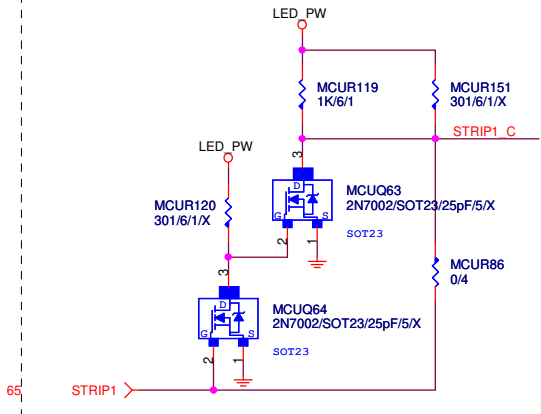 LED_PW
MCUR119
1K/6/1
MCUR151
301/6/1/X
STRIP1_C
LED_PW
3
D
G
S
MCUQ63
2N7002/SOT23/25pF/5/X
SOT23
MCUR120
301/6/1/X
2
1
3
MCUR86
0/4
D
G
S
MCUQ64
2N7002/SOT23/25pF/5/X
SOT23
2
1
65
STRIP1